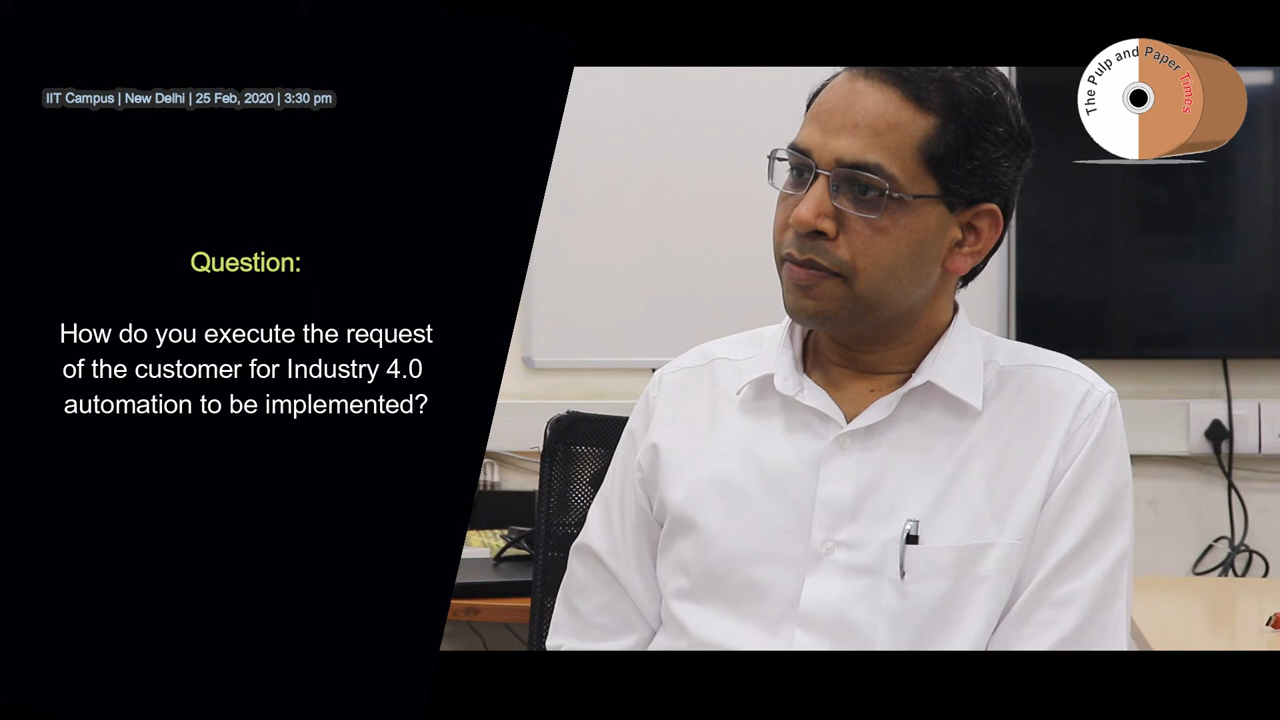 IIT Campus | New Delhi | 25 Feb, 2020 | 3:30 pm
The Pulp and Paper Times
Question:
How do you execute the request
of the customer for Industry 4.0
automation to be implemented?